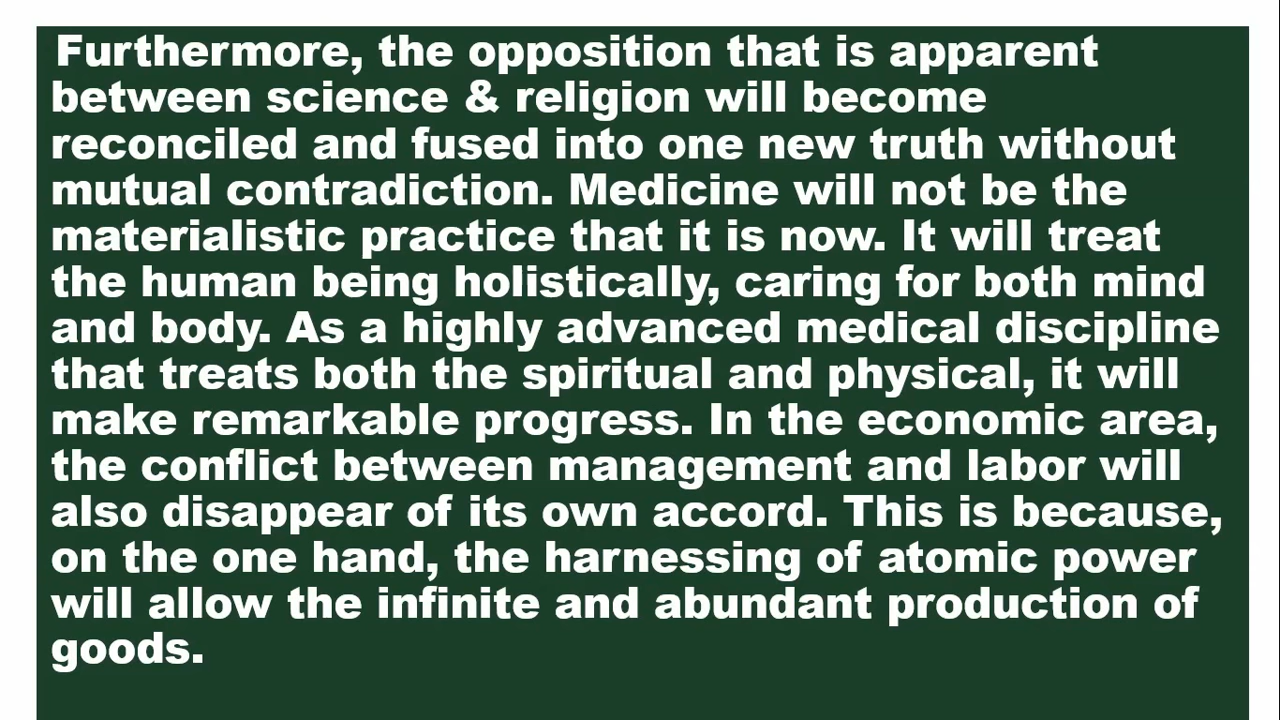 Furthermore, the opposition that is apparent
between science & religion will become
reconciled and fused into one new truth without
mutual contradiction. Medicine will not be the
materialistic practice that it is now. It will treat
the human being holistically, caring for both mind
and body. As a highly advanced medical discipline
that treats both the spiritual and physical, it will
make remarkable progress. In the economic area,
the conflict between management and labor will
also disappear of its own accord. This is because,
on the one hand, the harnessing of atomic power
will allow the infinite and abundant production of
goods.